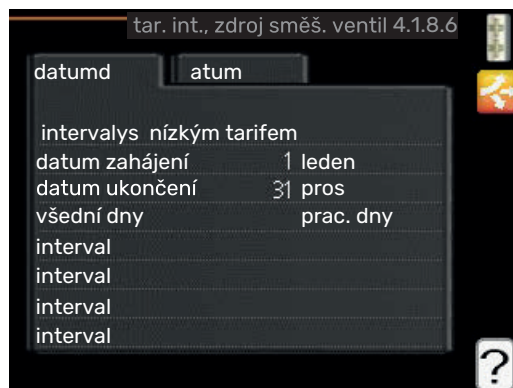 tar. int., zdroj směš. ventil 4.1.8.6
datumd atum
intervalys nízkým tarifem
datum zahájení 1 leden
datum ukončení 31 pros
všední dny prac. dny
interval
interval
interval
interval
?